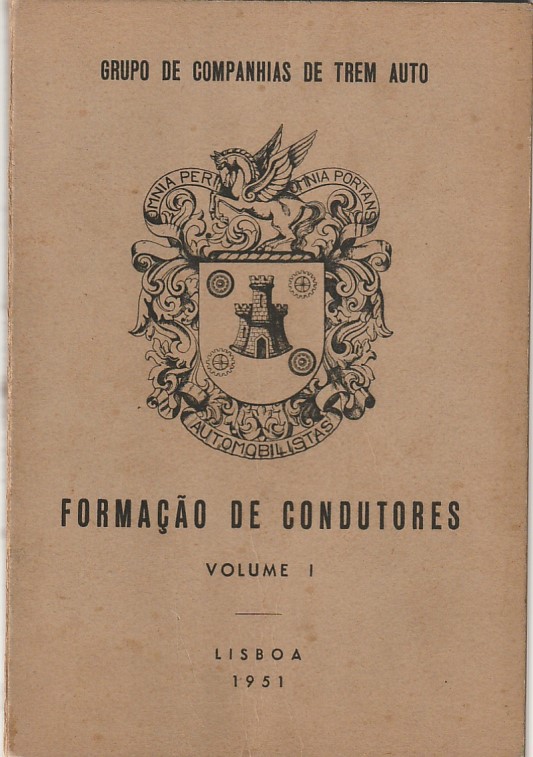 GRUPO DE COMPANHIAS DE TREM AUTO
OMNIA PER OMNIA PORTANS
AUTOMOBILISTAS
FORMAÇÃO DE CONDUTORES
VOLUME I
LISBOA
1951